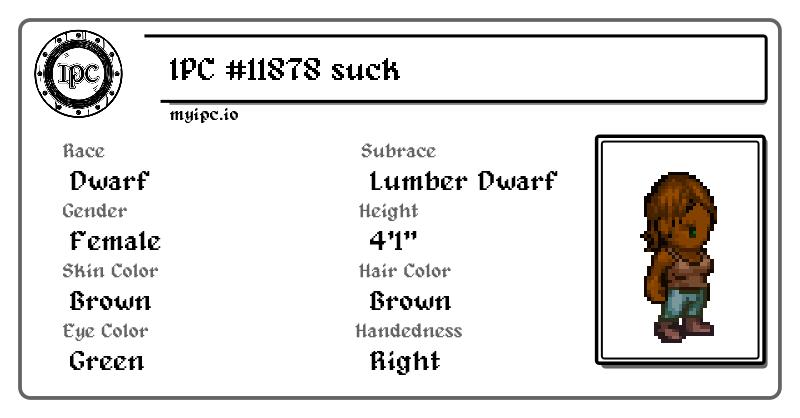 IPC
IPC #11878 suck
myipc.io
Race
Subrace
Dwarf
Lumber Dwarf
Gender
Height
Female
4'1"
Skin Color
Hair Color
Brown
Brown
Eye Color
Handedness
Green
Right